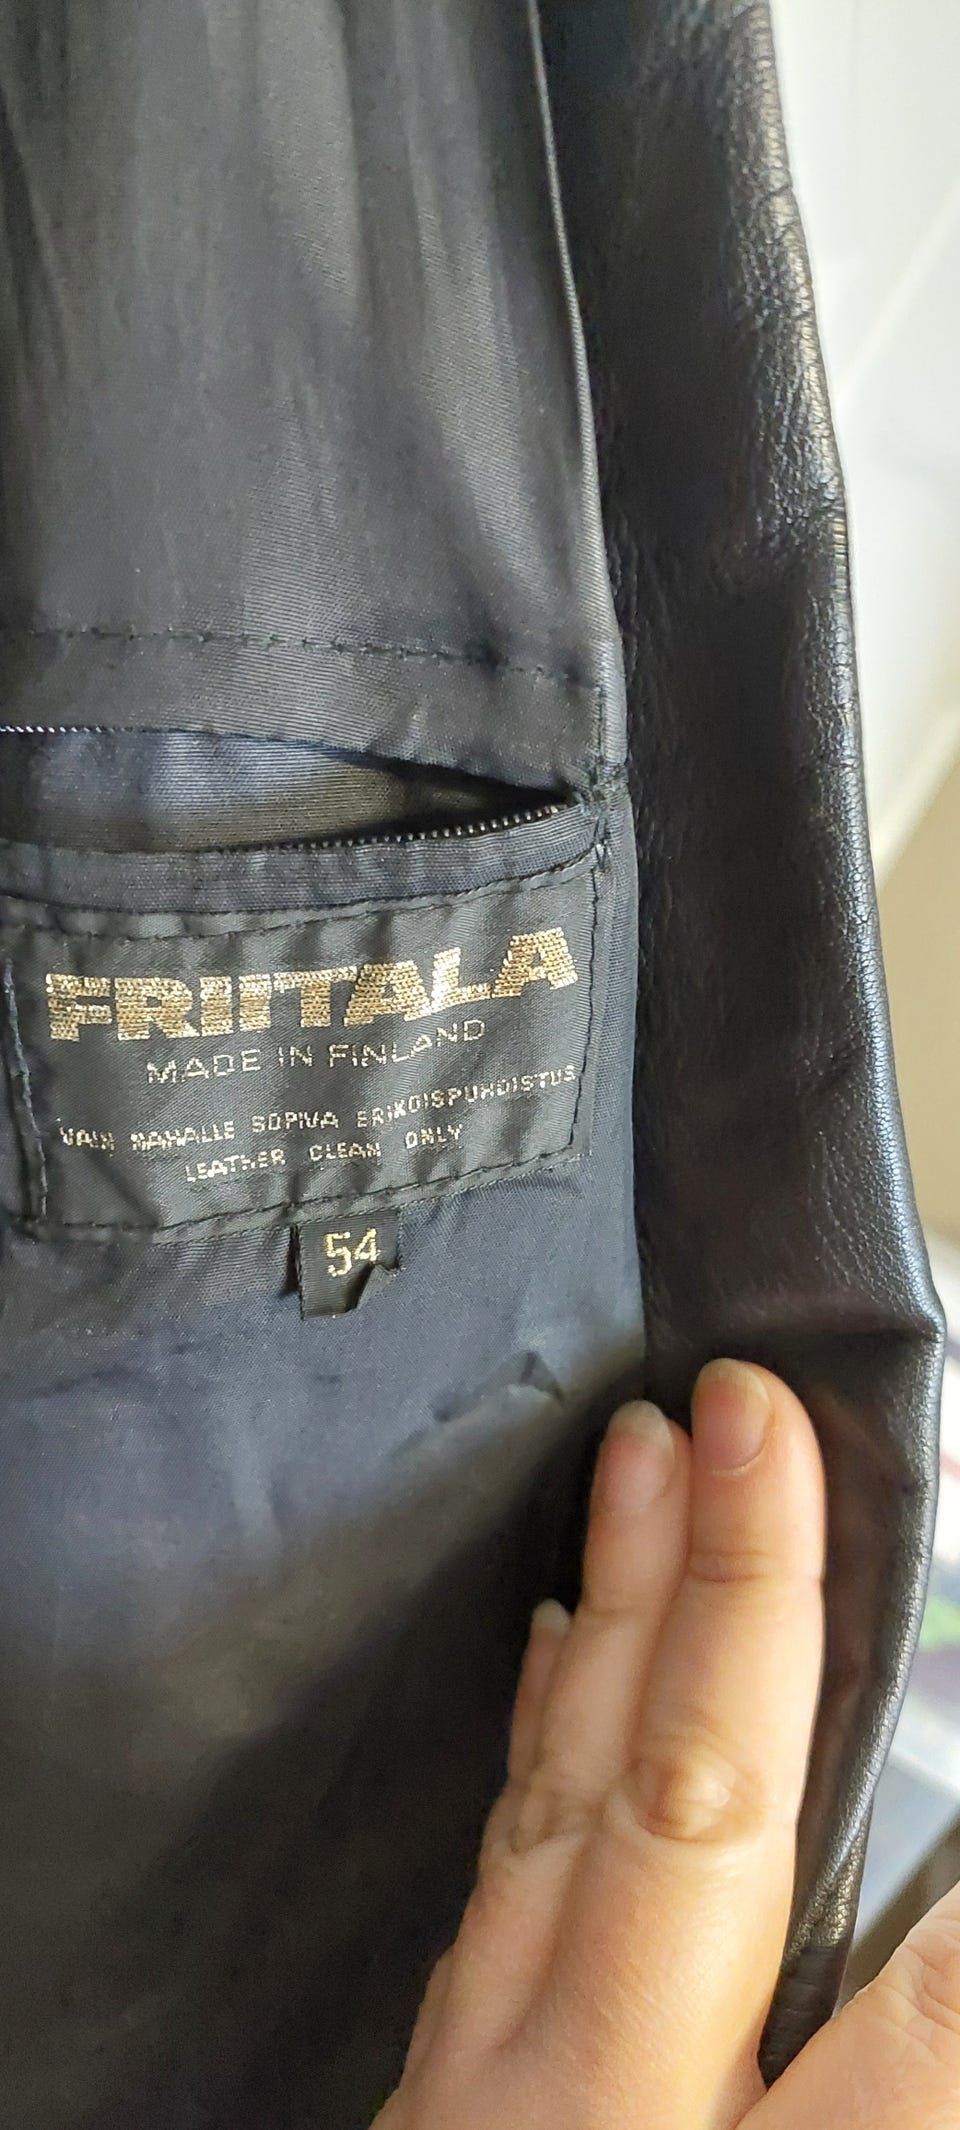 FRIITALA
MADE IN FINLAND
VAIN NAHALLE SOPIVA ERIKOISPUHDISTUS
LEATHER CLEAN ONLY
54